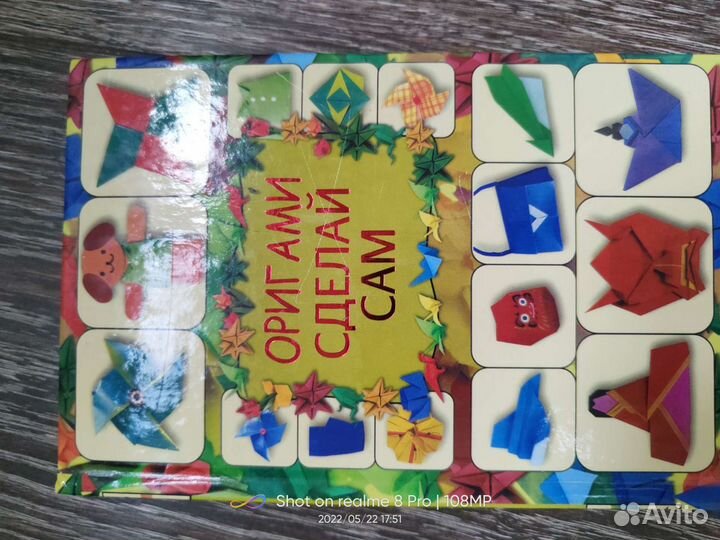 ОРИГАМИ
СДЕЛАЙ
САМ
Shot on realme 8 Pro | 108MP
2022/05/22 17:51
Avito